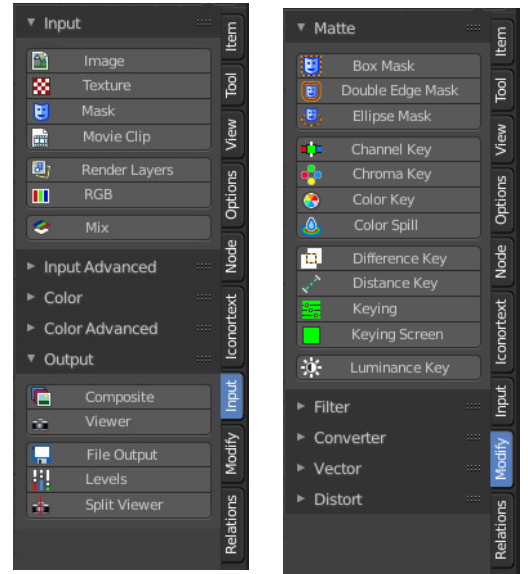 Input
Image
Texture
Mask
Movie Clip
Render Layers
RGB
Mix
Input Advanced
Color
Color Advanced
Output
Composite
Viewer
File Output
Levels
Split Viewer
Item
Tool
View
Options
Node
Iconortext
Input
Modify
Relations
Matte
Box Mask
Double Edge Mask
Ellipse Mask
Channel Key
Chroma Key
Color Key
Color Spill
Difference Key
Distance Key
Keying
Keying Screen
Luminance Key
Filter
Converter
Vector
Distort
Item
Tool
View
Options
Node
Iconortext
Input
Modify
Relations